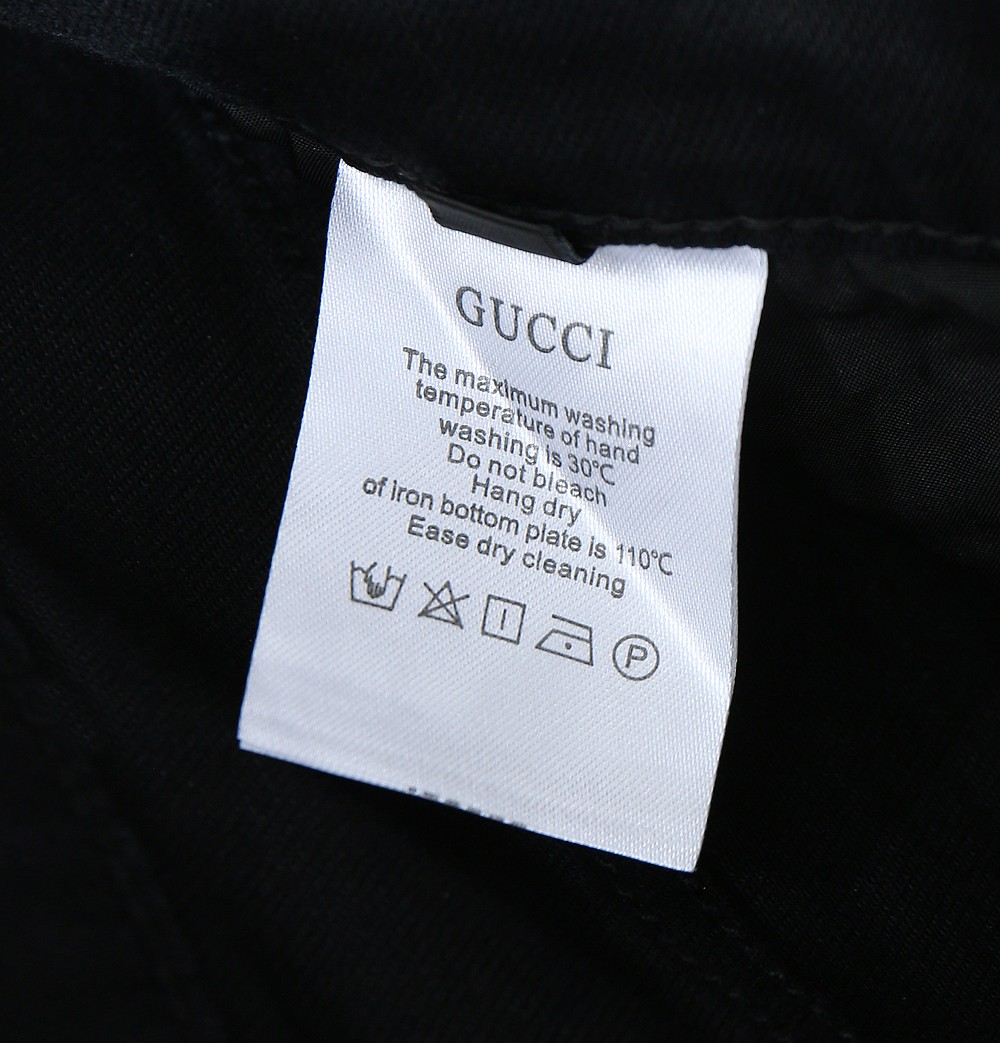 GUCCI
The maximum washing
temperature of hand
washing is 30℃
Do not bleach
Hang dry
of iron bottom plate is 110℃
Ease dry cleaning
P